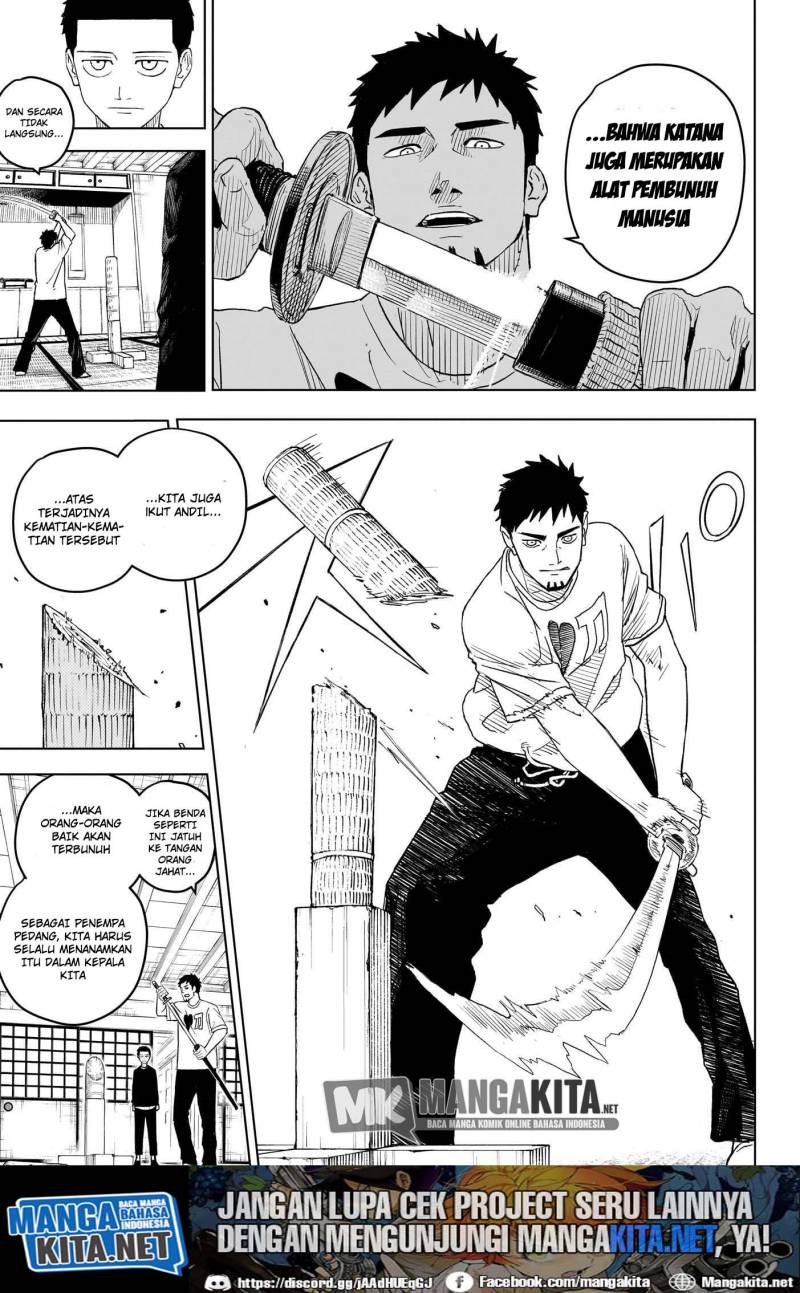 ...BAHWA KATANA
JUGA MERUPAKAN
ALAT PEMBUNUH
MANUSIA
DAN SECARA
TIDAK
LANGSUNG...
...KITA JUGA
IKUT ANDIL...
...ATAS
TERJADINYA
KEMATIAN-KEMA-
TIAN TERSEBUT
刀
JIKA BENDA
SEPERTI
INI JATUH
KE TANGAN
ORANG
JAHAT...
...MAKA
ORANG-ORANG
BAIK AKAN
TERBUNUH
SEBAGAI PENEMPA
PEDANG, KITA HARUS
SELALU MENANAMKAN
ITU DALAM KEPALA
KITA
刀
MK MANGAKITA.NET
BACA MANGA KOMIK ONLINE BAHASA INDONESIA
MANGA BACA MANGA BAHASA INDONESIA
KITA.NET
JANGAN LUPA CEK PROJECT SERU LAINNYA
DENGAN MENGUNJUNGI MANGAKITA.NET, YA!
https://discord.gg/jAAdHUEqGJ Facebook.com/mangakita Mangakita.net